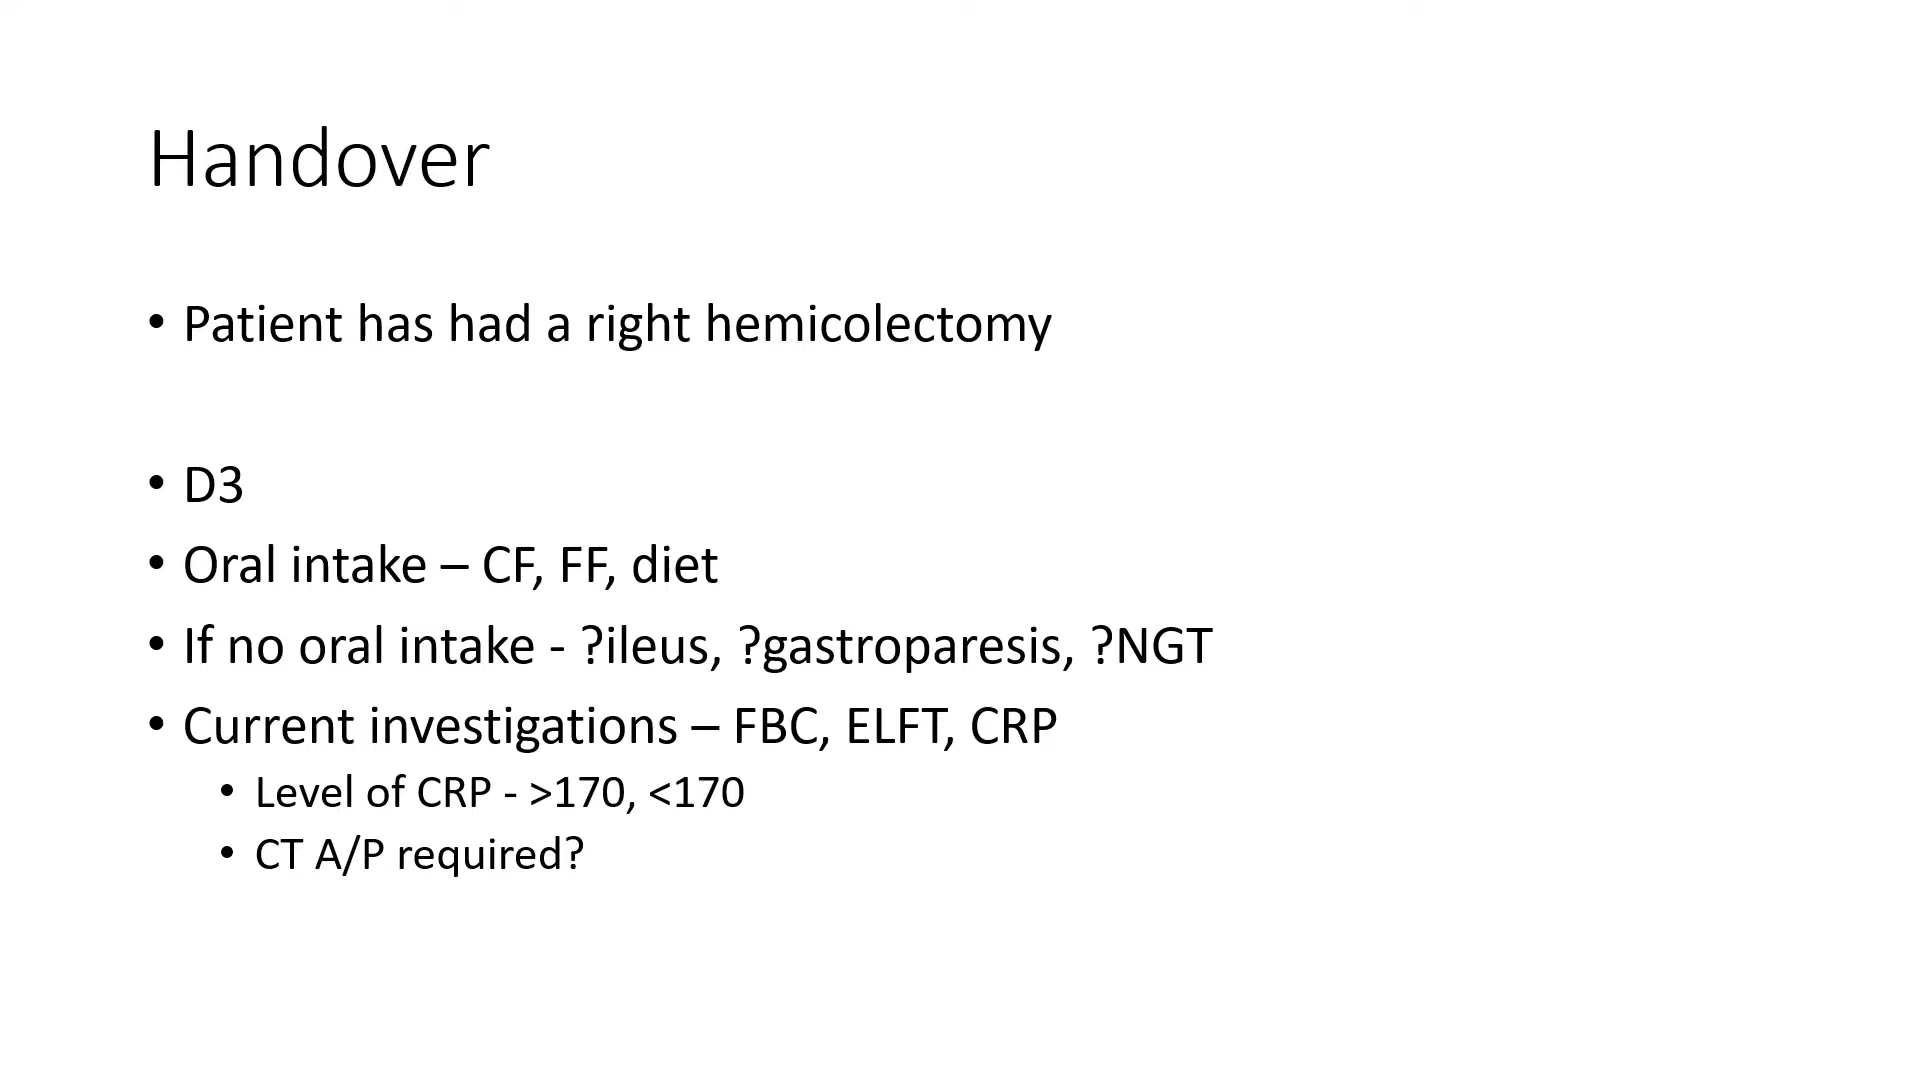 Handover
• Patient has had a right hemicolectomy
• D3
• Oral intake – CF, FF, diet
• If no oral intake - ?ileus, ?gastroparesis, ?NGT
• Current investigations – FBC, ELFT, CRP
• Level of CRP - >170, <170
• CT A/P required?